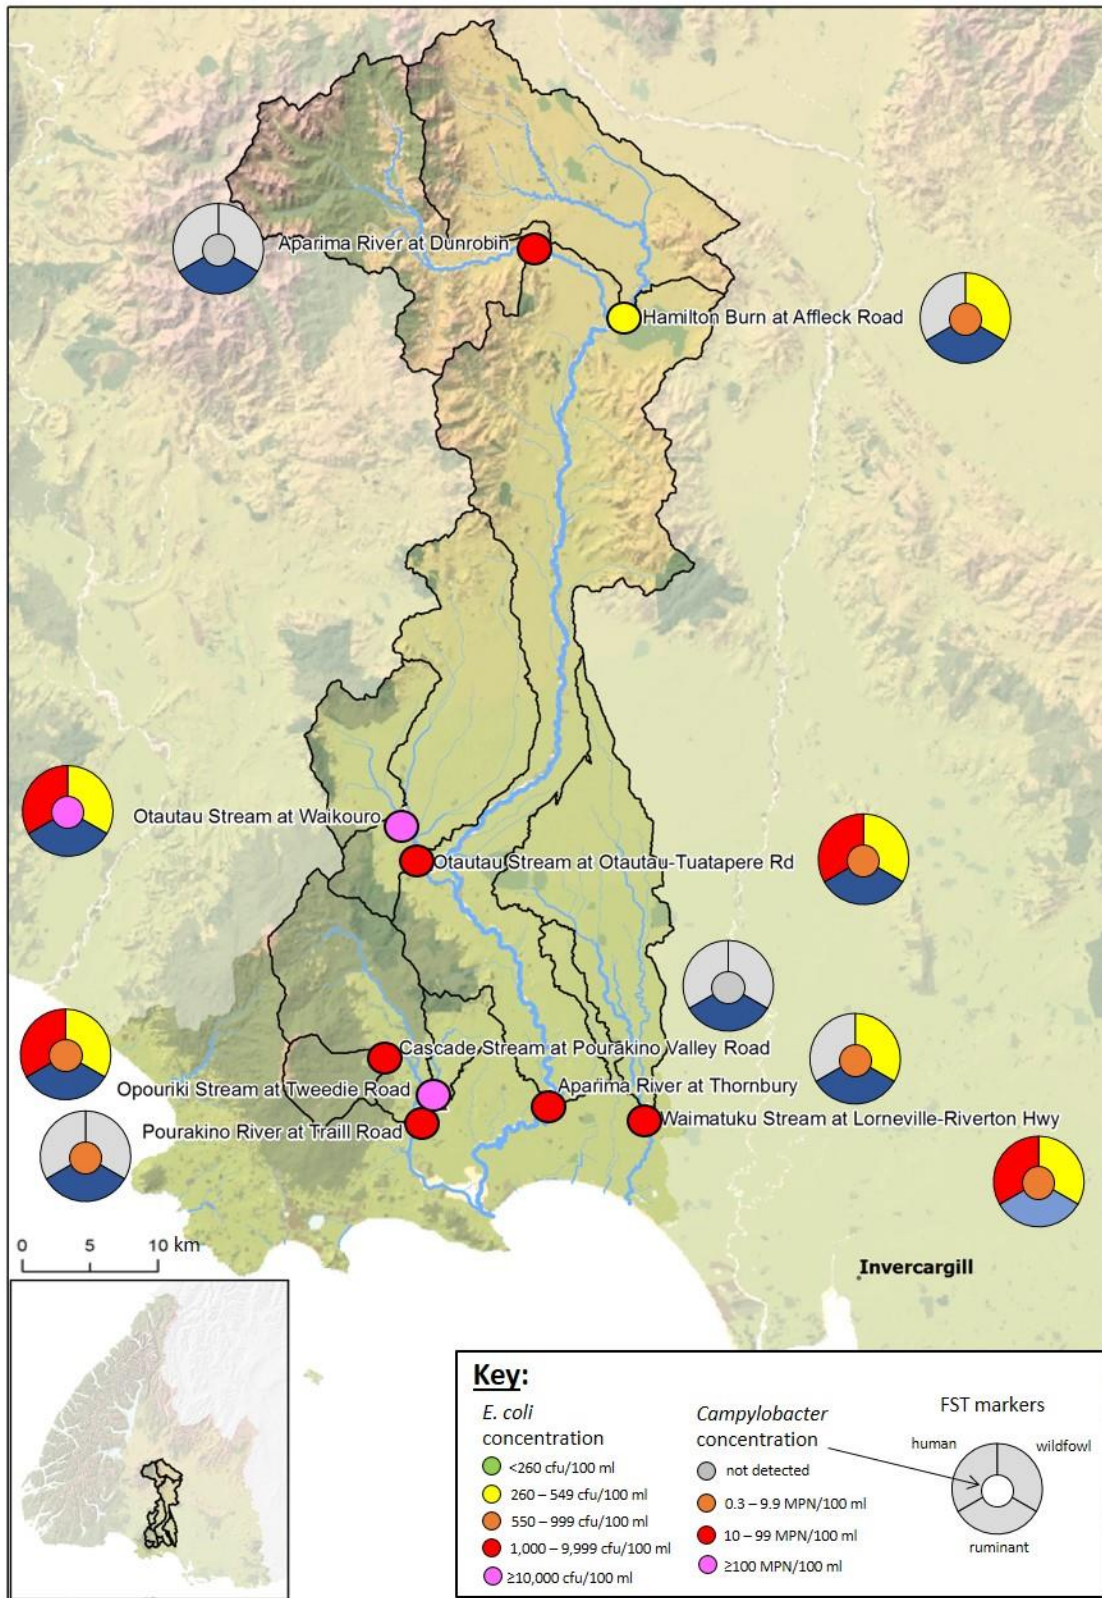 Aparima River at Dunrobin
Hamilton Burn at Affleck Road
Otautau Stream at Waikouro
Otautau Stream at Otautau-Tuatapere Rd
Cascade Stream at Pourakino Valley Road
Opouriki Stream at Tweedie Road
Aparima River at Thornbury
Pourakino River at Traill Road
Waimatuku Stream at Lorneville-Riverton Hwy
0 5 10 km
Invercargill
Key:
E. coli
concentration
<260 cfu/100 ml
260 – 549 cfu/100 ml
550 – 999 cfu/100 ml
1,000 – 9,999 cfu/100 ml
≥10,000 cfu/100 ml
Campylobacter
concentration
not detected
0.3 – 9.9 MPN/100 ml
10 – 99 MPN/100 ml
≥100 MPN/100 ml
FST markers
human
wildfowl
ruminant